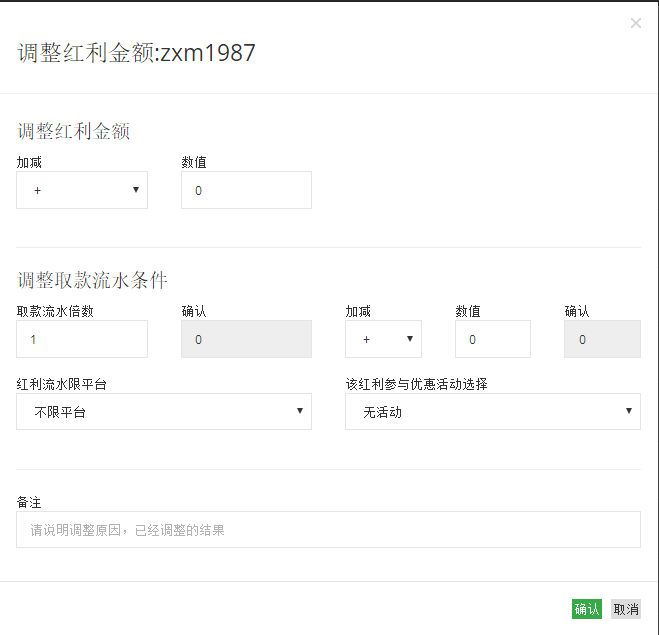 ×
调整红利金额:zxm1987
调整红利金额
加减 数值
+ ▼ 0
调整取款流水条件
取款流水倍数 确认 加减 数值 确认
1 0 + ▼ 0 0
红利流水限平台 该红利参与优惠活动选择
不限平台 ▼ 无活动 ▼
备注
请说明调整原因，已经调整的结果
确认 取消